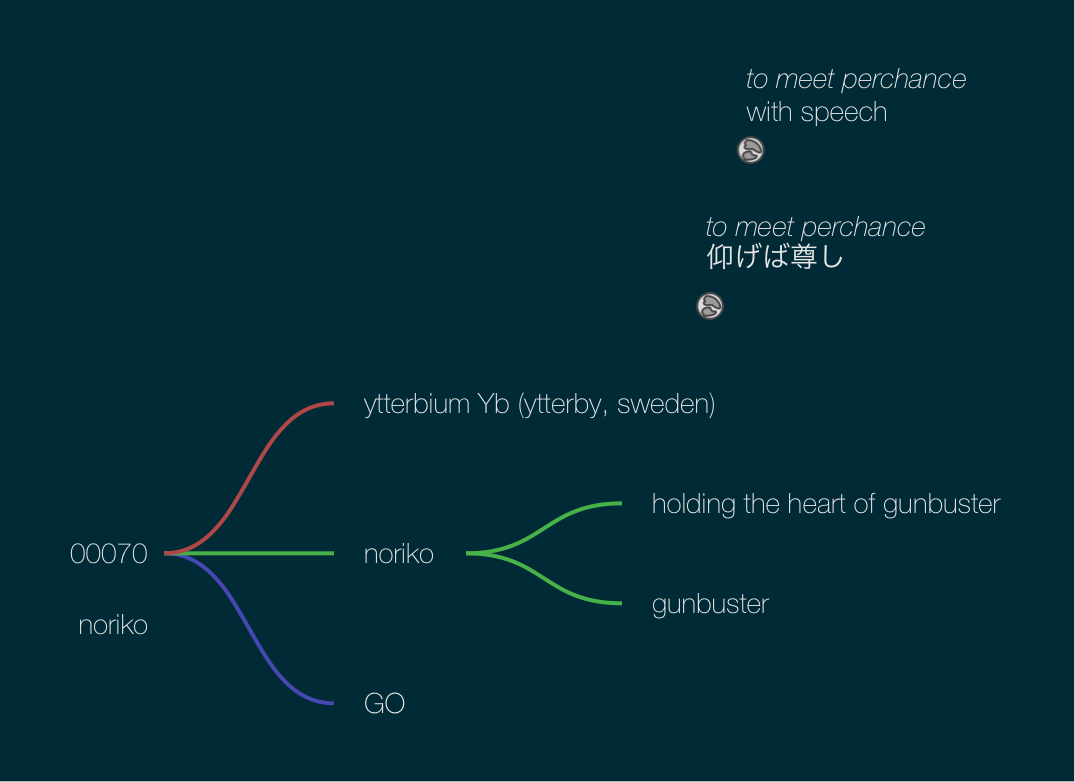 to meet perchance
with speech
to meet perchance
仰げば尊し
ytterbium Yb (ytterby, sweden)
holding the heart of gunbuster
00070
noriko
gunbuster
noriko
GO